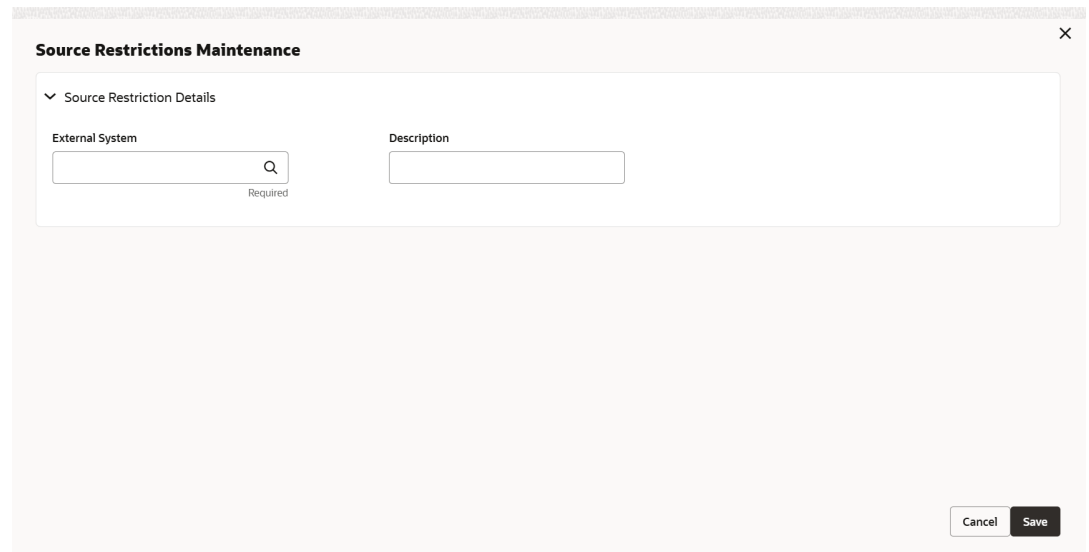 Source Restrictions Maintenance
Source Restriction Details
External System
Description
Required
Cancel
Save